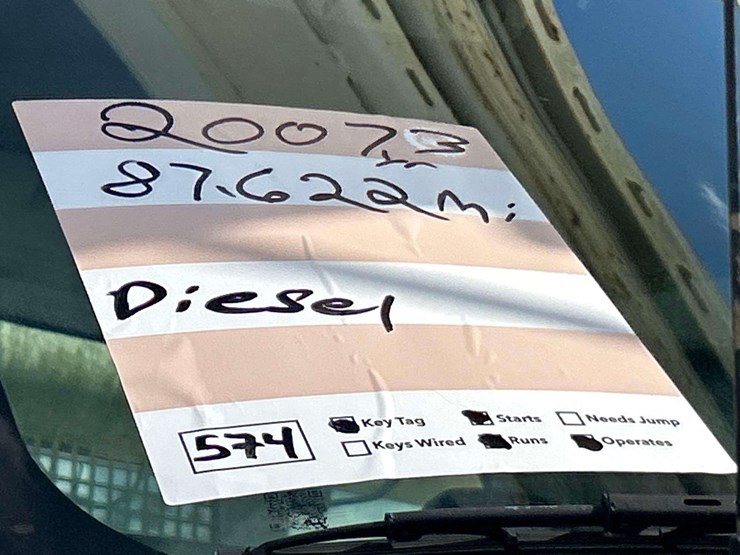 2007
87,622 mi
Diesel
574
Key Tag Starts Needs Jump
Keys Wired Runs Operates